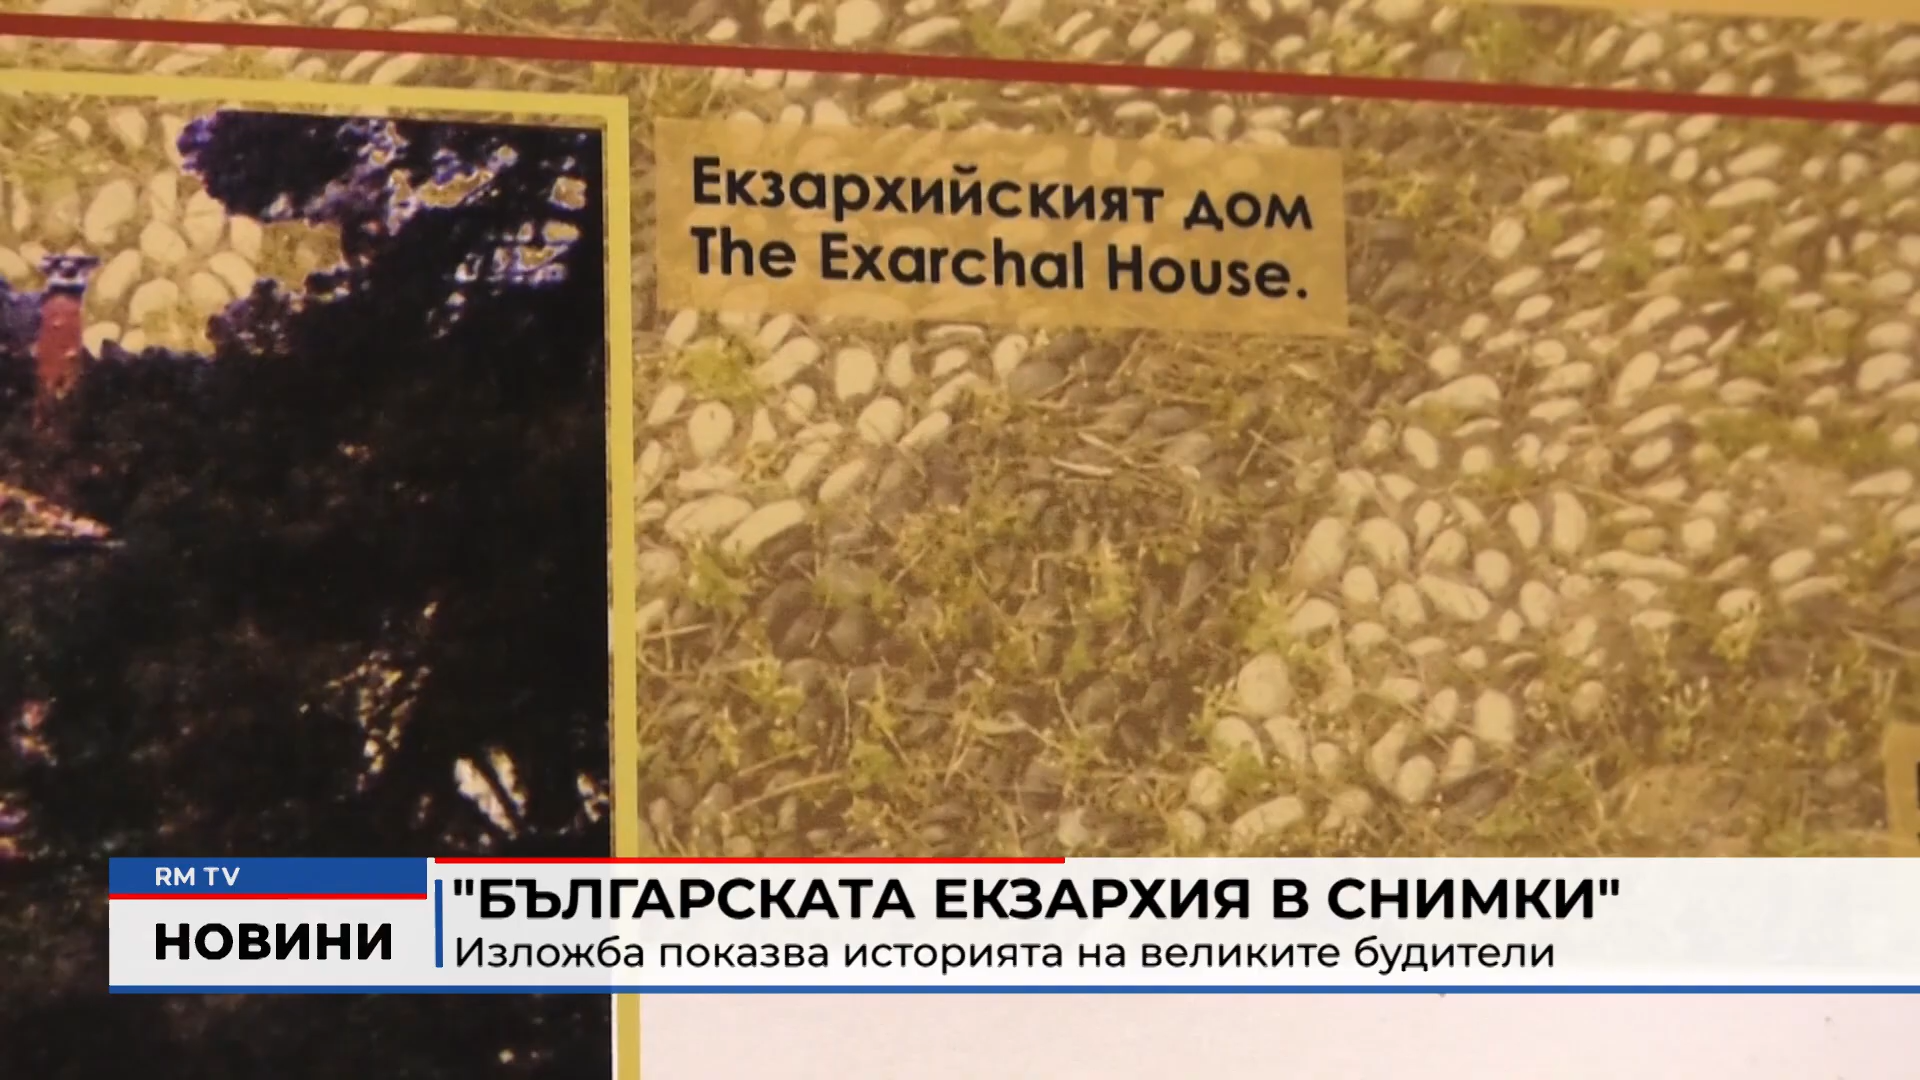 Екзархийският дом
The Exarchal House.
RM TV
НОВИНИ
"БЪЛГАРСКАТА ЕКЗАРХИЯ В СНИМКИ"
Изложба показва историята на великите будители